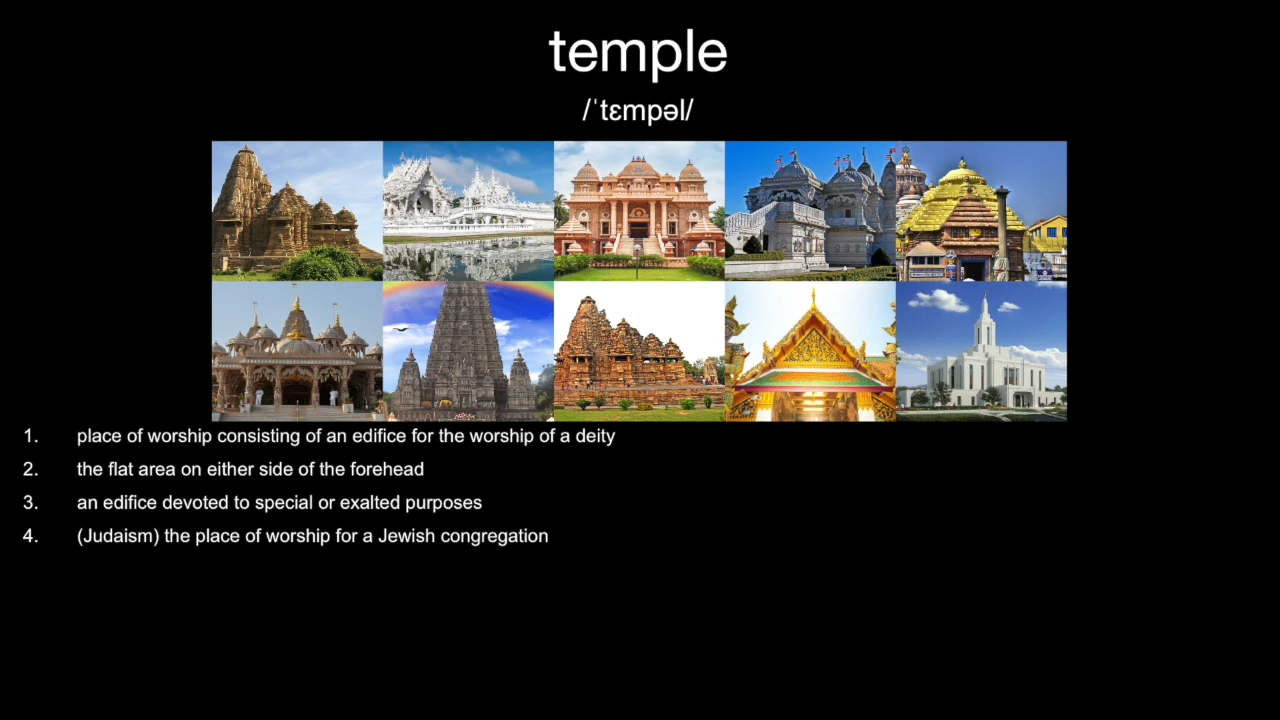 temple
/ˈtɛmpəl/
1. place of worship consisting of an edifice for the worship of a deity
2. the flat area on either side of the forehead
3. an edifice devoted to special or exalted purposes
4. (Judaism) the place of worship for a Jewish congregation